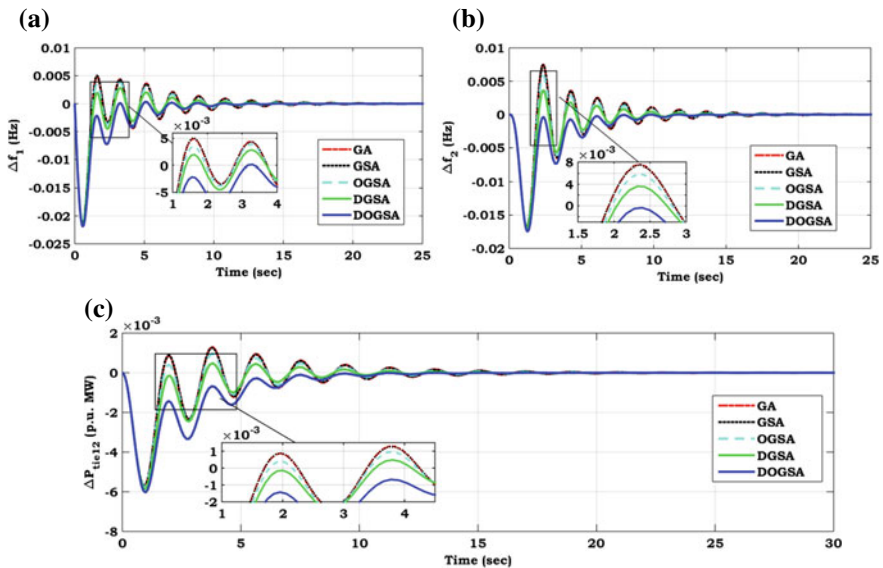 (a)
0.01
0.005
0
-0.005
-0.01
-0.015
-0.02
-0.025
Δf1 (Hz)
0 5 10 15 20 25
Time (sec)
×10-3
5
0
-5
1 2 3 4
GA
GSA
OGSA
DGSA
DOGSA
(b)
0.01
0.005
0
-0.005
-0.01
-0.015
-0.02
Δf2 (Hz)
0 5 10 15 20 25
Time (sec)
×10-3
8
4
0
1.5 2 2.5 3
GA
GSA
OGSA
DGSA
DOGSA
(c)
×10-3
2
0
-2
-4
-6
-8
ΔPtie12 (p.u. MW)
0 5 10 15 20 25 30
Time (sec)
×10-3
1
0
-1
-2
1 2 3 4
GA
GSA
OGSA
DGSA
DOGSA